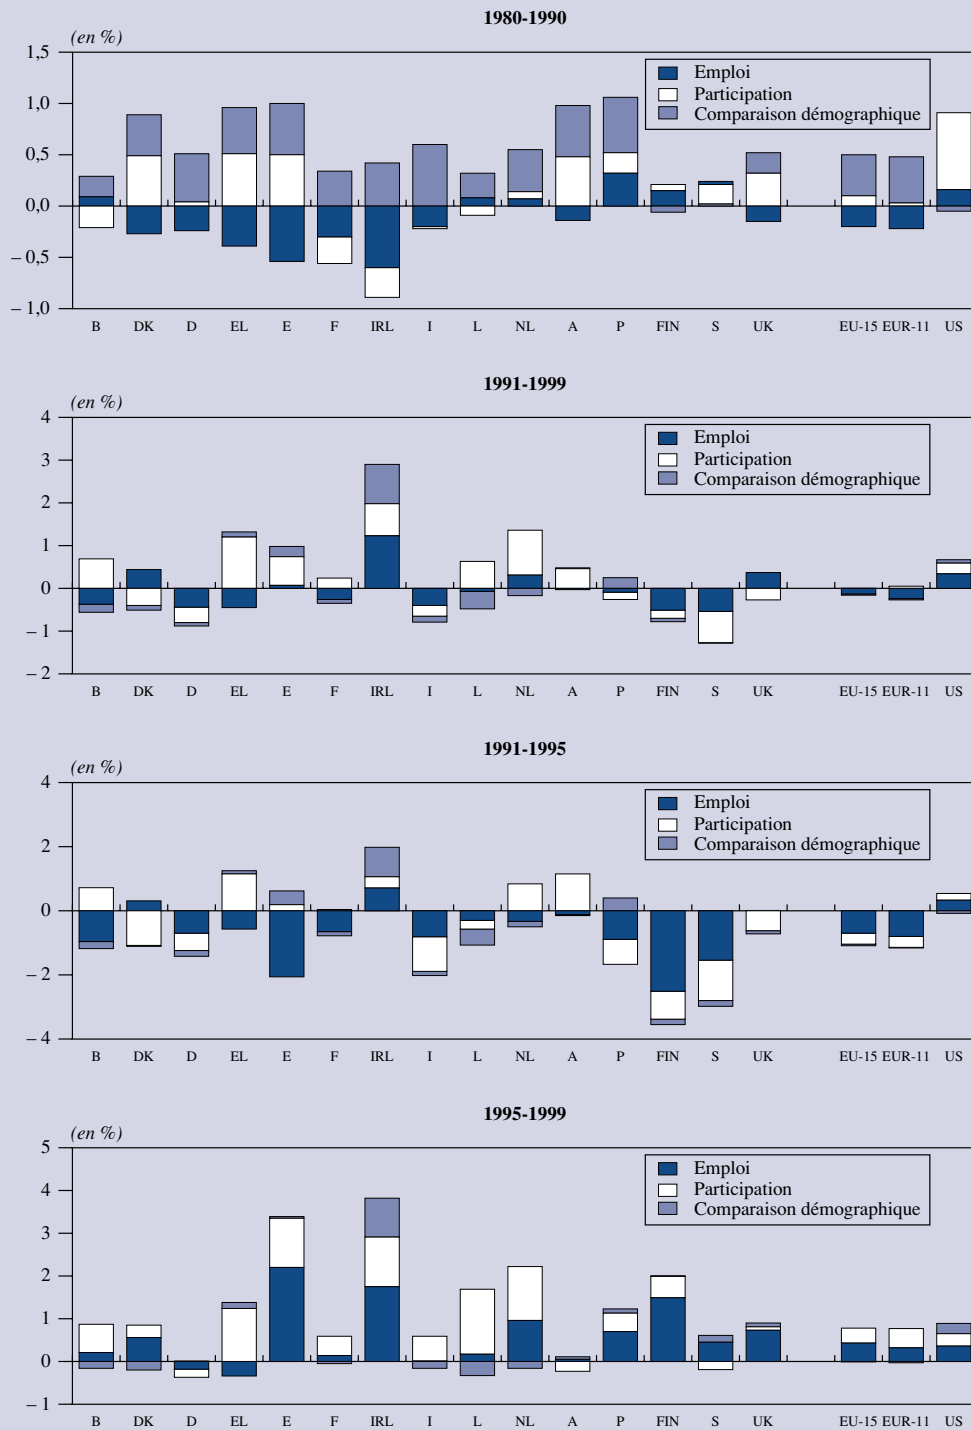 1980-1990
(en %)
1,5
1,0
0,5
0,0
– 0,5
– 1,0
Emploi
Participation
Comparaison démographique
B DK D EL E F IRL I L NL A P FIN S UK EU-15 EUR-11 US
1991-1999
(en %)
4
3
2
1
0
– 1
– 2
Emploi
Participation
Comparaison démographique
B DK D EL E F IRL I L NL A P FIN S UK EU-15 EUR-11 US
1991-1995
(en %)
4
2
0
– 2
– 4
Emploi
Participation
Comparaison démographique
B DK D EL E F IRL I L NL A P FIN S UK EU-15 EUR-11 US
1995-1999
(en %)
5
4
3
2
1
0
– 1
Emploi
Participation
Comparaison démographique
B DK D EL E F IRL I L NL A P FIN S UK EU-15 EUR-11 US